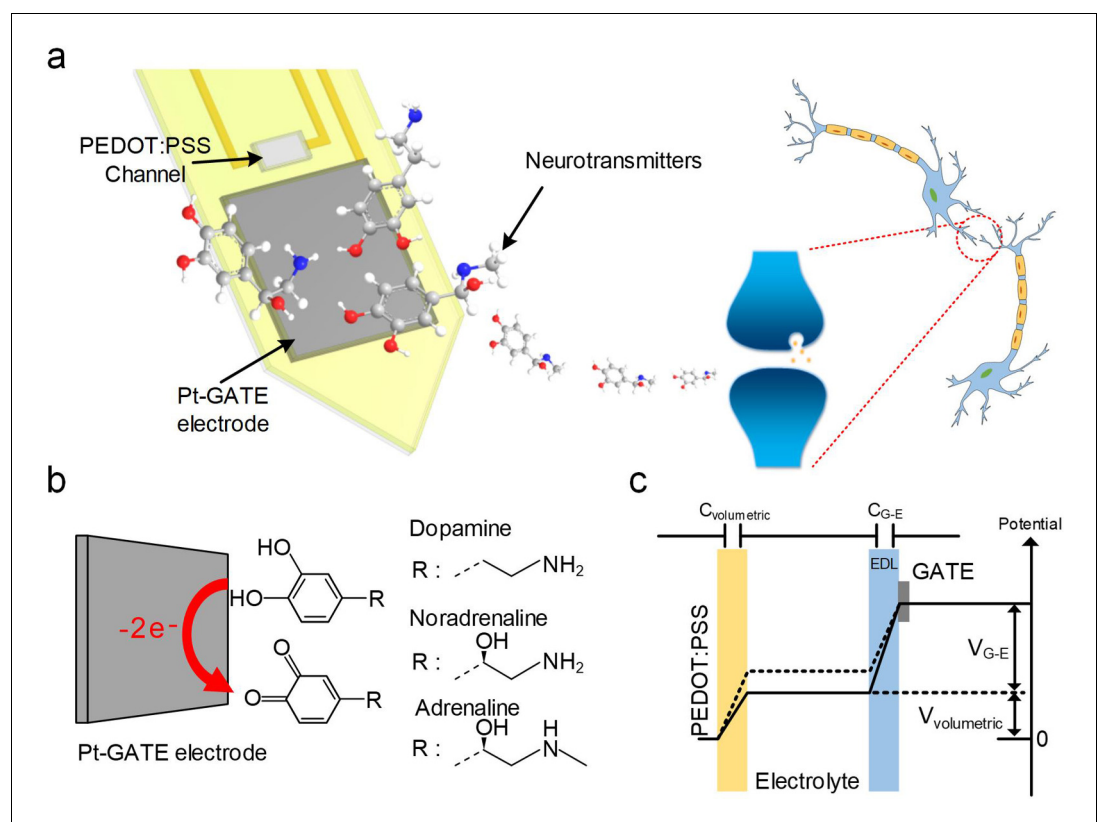 a
PEDOT:PSS
Channel
Neurotransmitters
Pt-GATE
electrode
b
HO
HO
R
-2e⁻
O
O
R
Pt-GATE electrode
Dopamine
R :
NH₂
Noradrenaline
OH
R :
NH₂
Adrenaline
OH
H
R :
N
c
Cvolumetric
CG-E
Potential
EDL
GATE
PEDOT:PSS
VG-E
Vvolumetric
0
Electrolyte